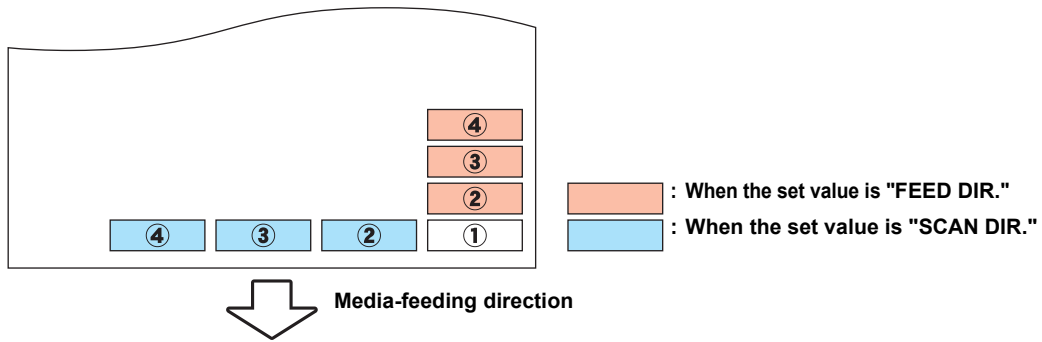 ④
③
②
④ ③ ② ①
: When the set value is "FEED DIR."
: When the set value is "SCAN DIR."
Media-feeding direction